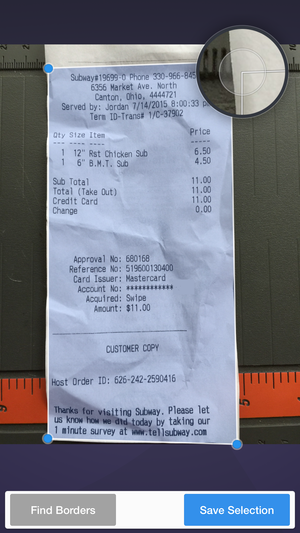 Subway#19699-0 Phone 330-966-845
6356 Market Ave. North
Canton, Ohio, 4444721
Served by: Jordan 7/14/2015 8:00:33 pm
Term ID-Trans# 1/C-37902
Qty Size Item Price
--- ---- ---- -----
1 12" Rst Chicken Sub 6.50
1 6" B.M.T. Sub 4.50
Sub Total 11.00
Total (Take Out) 11.00
Credit Card 11.00
Change 0.00
Approval No: 680168
Reference No: 519600130400
Card Issuer: Mastercard
Account No: ************
Acquired: Swipe
Amount: $11.00
CUSTOMER COPY
Host Order ID: 626-242-2590416
Thanks for visiting Subway. Please let
us know how we did today by taking our
1 minute survey at www.tellsubway.com
5
6
Find Borders
Save Selection